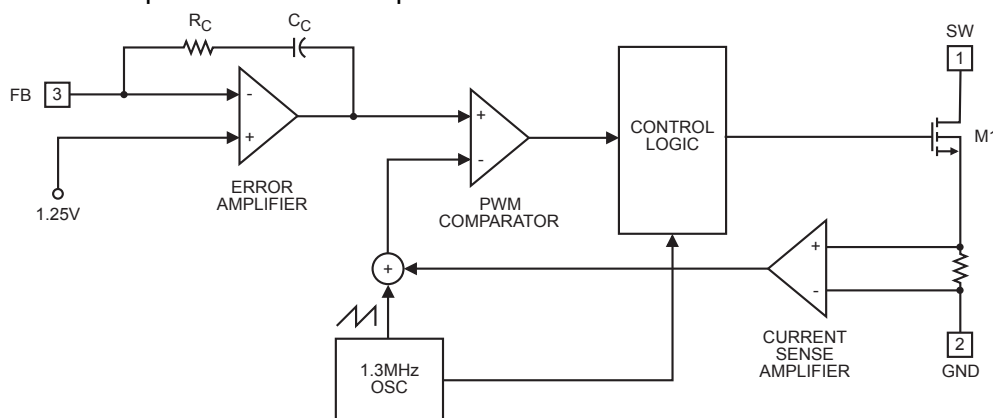 R_C
C_C
SW
1
FB
3
-
+
1.25V
ERROR
AMPLIFIER
+
-
PWM
COMPARATOR
CONTROL
LOGIC
M1
+
+
-
CURRENT
SENSE
AMPLIFIER
2
GND
1.3MHz
OSC